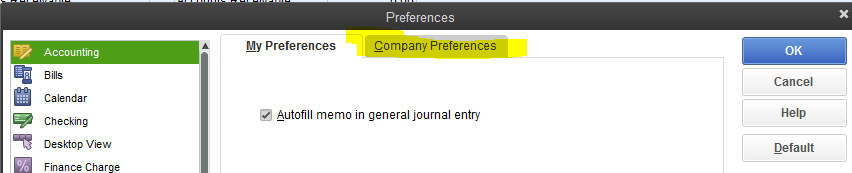 Preferences
Accounting
Bills
Calendar
Checking
Desktop View
Finance Charge
My Preferences
Company Preferences
Autofill memo in general journal entry
OK
Cancel
Help
Default